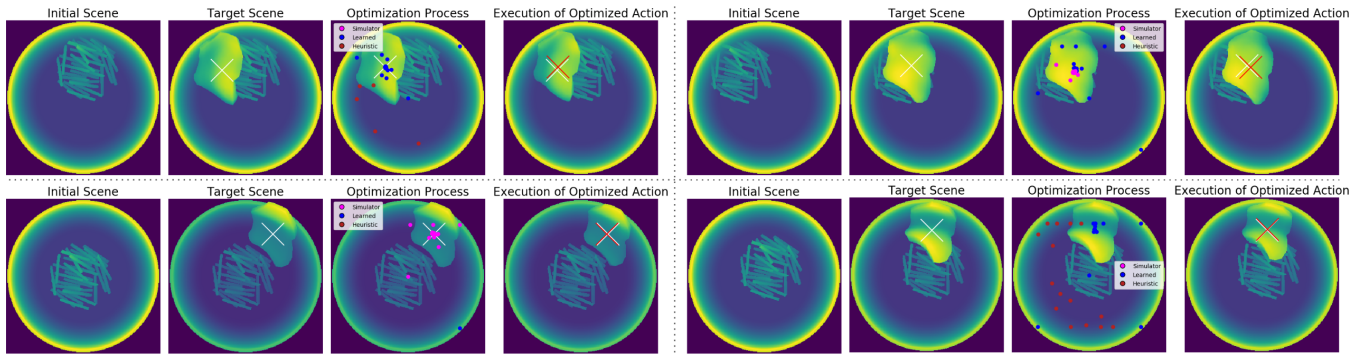 Initial Scene Target Scene Optimization Process Execution of Optimized Action Initial Scene Target Scene Optimization Process Execution of Optimized Action
Simulator
Learned
Heuristic
Simulator
Learned
Heuristic
Initial Scene Target Scene Optimization Process Execution of Optimized Action Initial Scene Target Scene Optimization Process Execution of Optimized Action
Simulator
Learned
Heuristic
Simulator
Learned
Heuristic